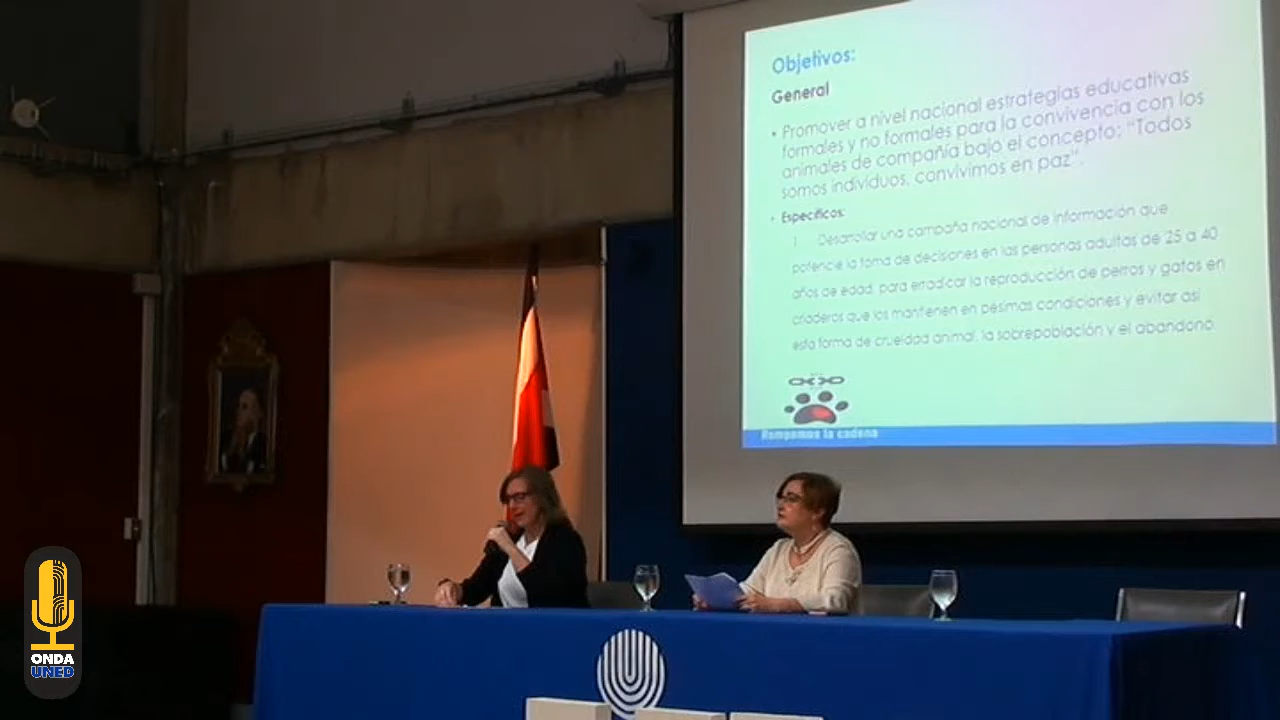 Objetivos:
General
• Promover a nivel nacional estrategias educativas
formales y no formales para la convivencia con los
animales de compañía bajo el concepto: "Todos
somos individuos, convivimos en paz".
• Específicos:
1 Desarrollar una campaña nacional de información que
potencie la toma de decisiones en las personas adultas de 25 a 40
años de edad, para erradicar la reproducción de perros y gatos en
criaderos que los mantienen en pésimas condiciones y evitar así
esta forma de crueldad animal, la sobrepoblación y el abandono.
Rompamos la cadena
ONDA
UNED